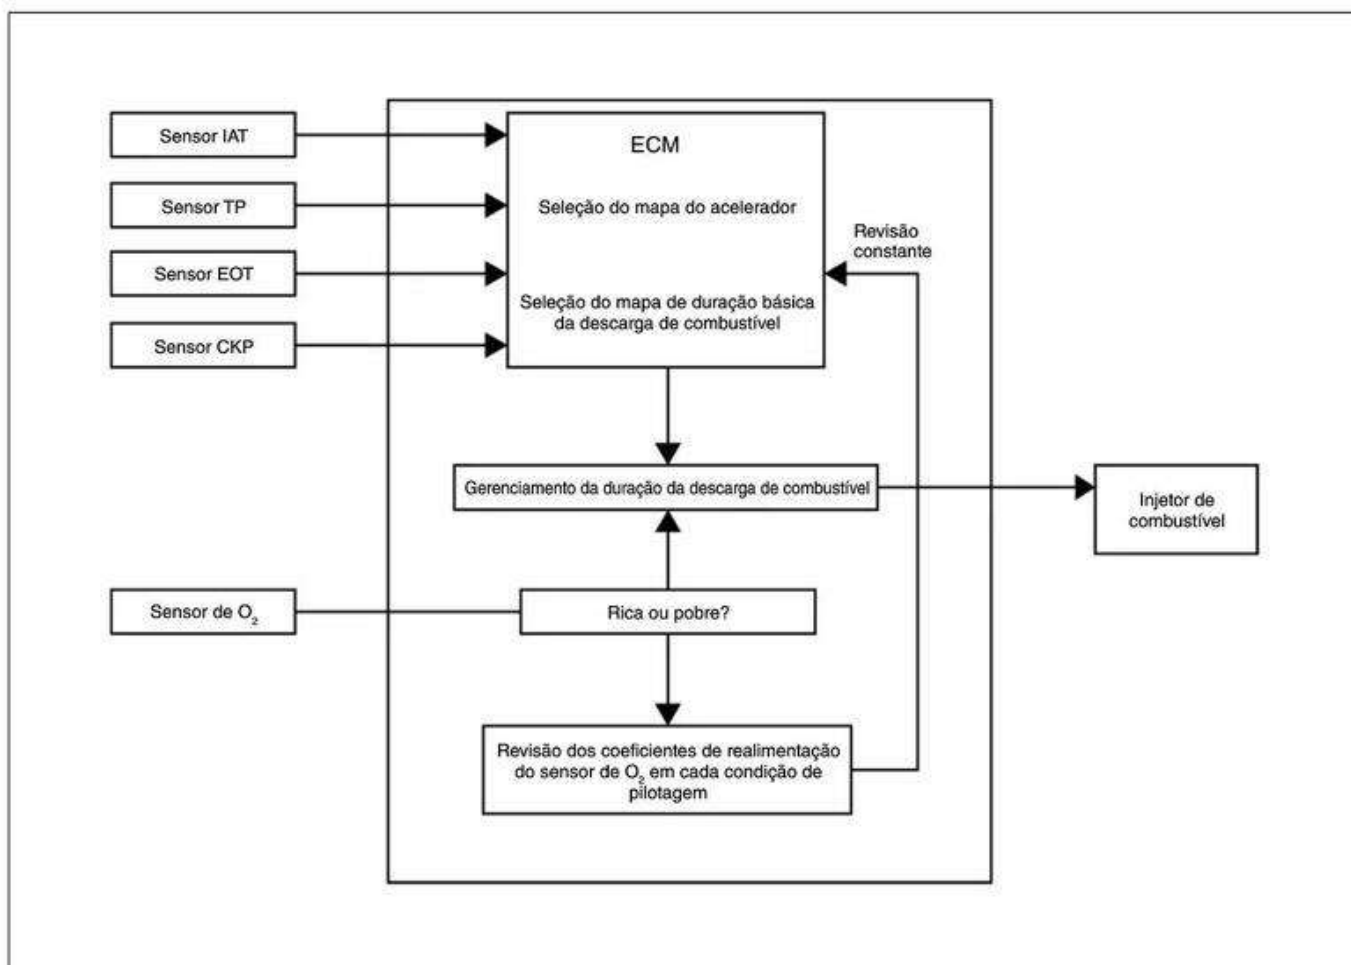 Sensor IAT
ECM
Sensor TP
Seleção do mapa do acelerador
Revisão
constante
Sensor EOT
Seleção do mapa de duração básica
da descarga de combustível
Sensor CKP
Gerenciamento da duração da descarga de combustível
Injetor de
combustível
Sensor de O₂
Rica ou pobre?
Revisão dos coeficientes de realimentação
do sensor de O₂ em cada condição de
pilotagem